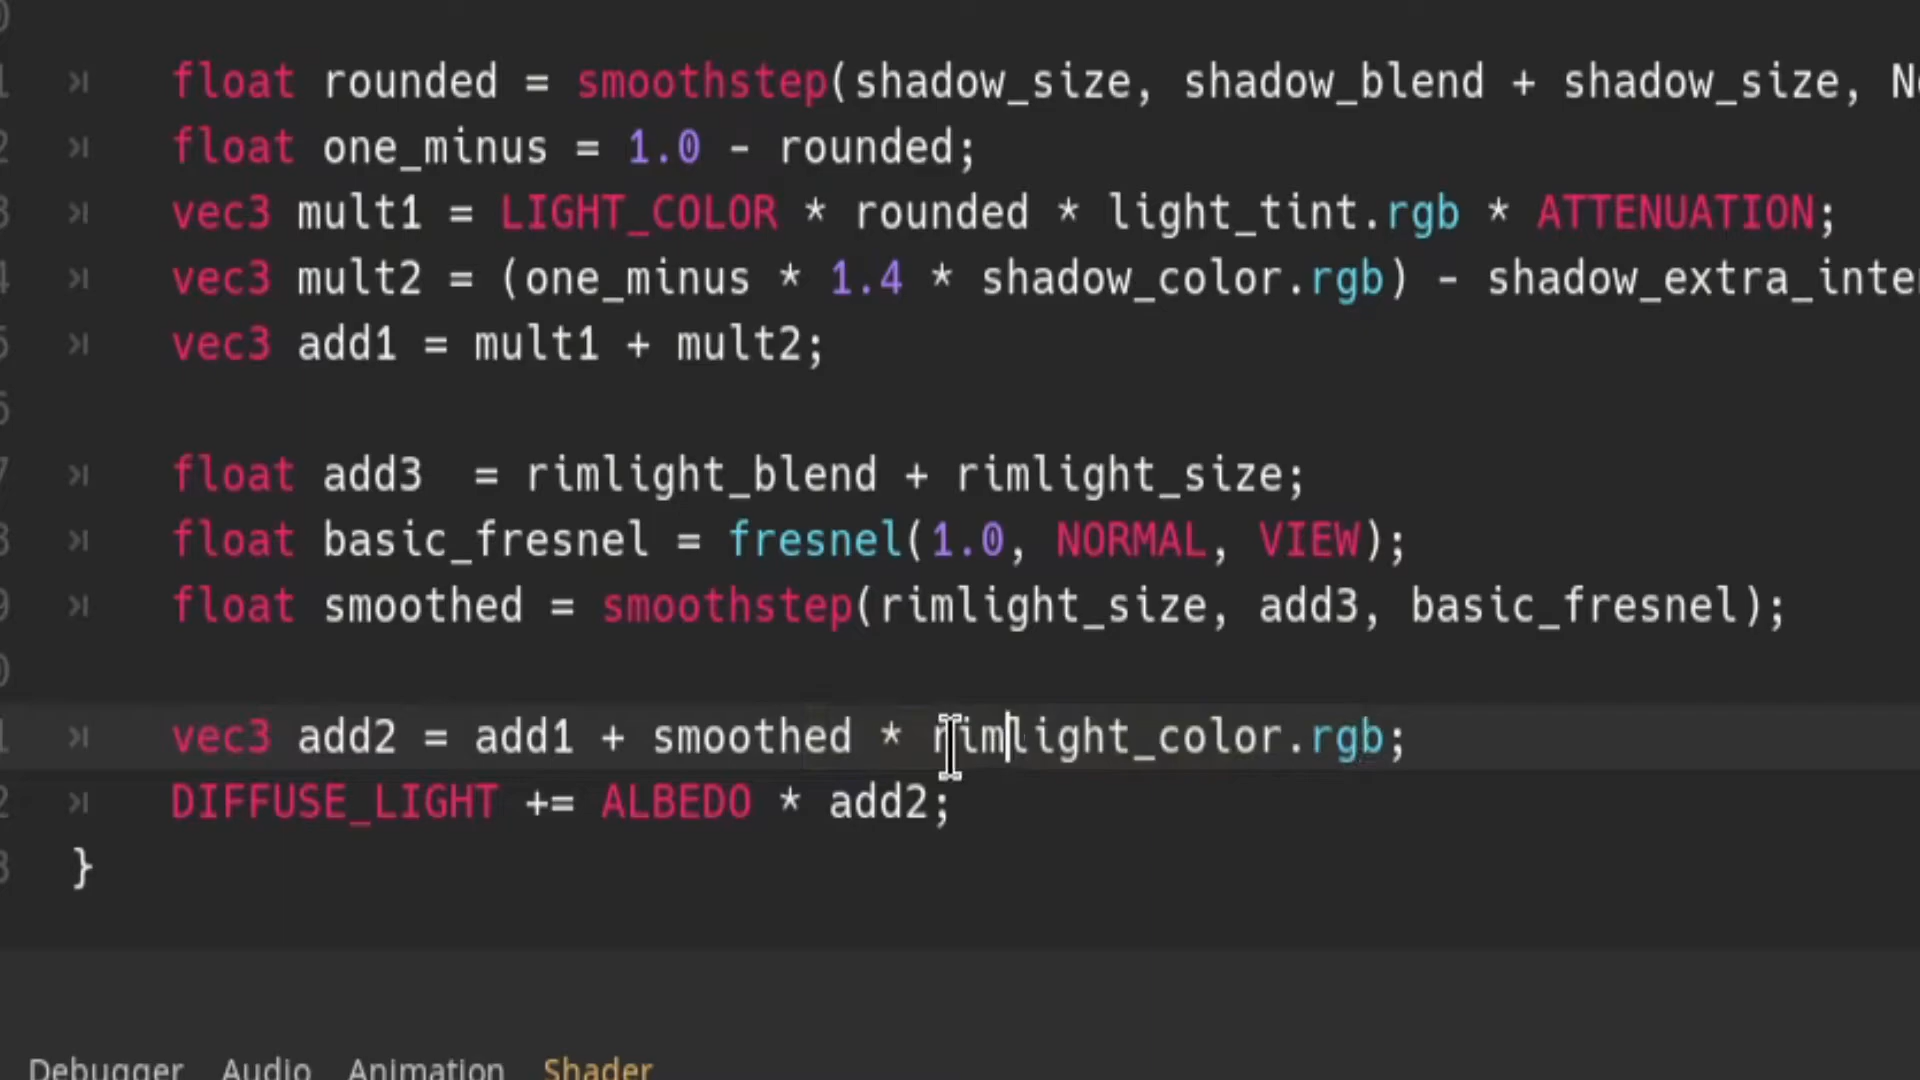 float rounded = smoothstep(shadow_size, shadow_blend + shadow_size,
float one_minus = 1.0 - rounded;
vec3 mult1 = LIGHT_COLOR * rounded * light_tint.rgb * ATTENUATION;
vec3 mult2 = (one_minus * 1.4 * shadow_color.rgb) - shadow_extra_inte
vec3 add1 = mult1 + mult2;
float add3  = rimlight_blend + rimlight_size;
float basic_fresnel = fresnel(1.0, NORMAL, VIEW);
float smoothed = smoothstep(rimlight_size, add3, basic_fresnel);
vec3 add2 = add1 + smoothed * rimlight_color.rgb;
DIFFUSE_LIGHT += ALBEDO * add2;
}
Debugger Audio Animation Shader